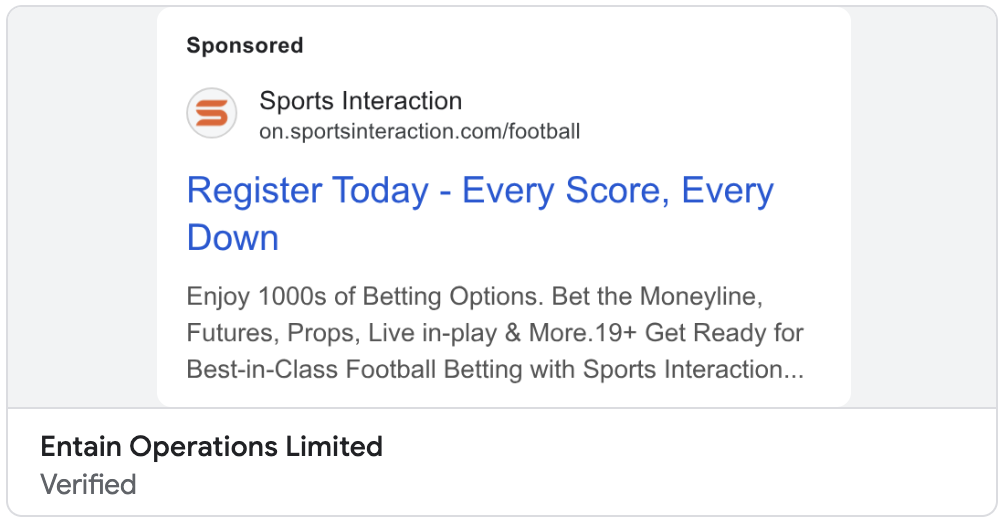 Sponsored
Sports Interaction
on.sportsinteraction.com/football
Register Today - Every Score, Every
Down
Enjoy 1000s of Betting Options. Bet the Moneyline,
Futures, Props, Live in-play & More.19+ Get Ready for
Best-in-Class Football Betting with Sports Interaction...
Entain Operations Limited
Verified